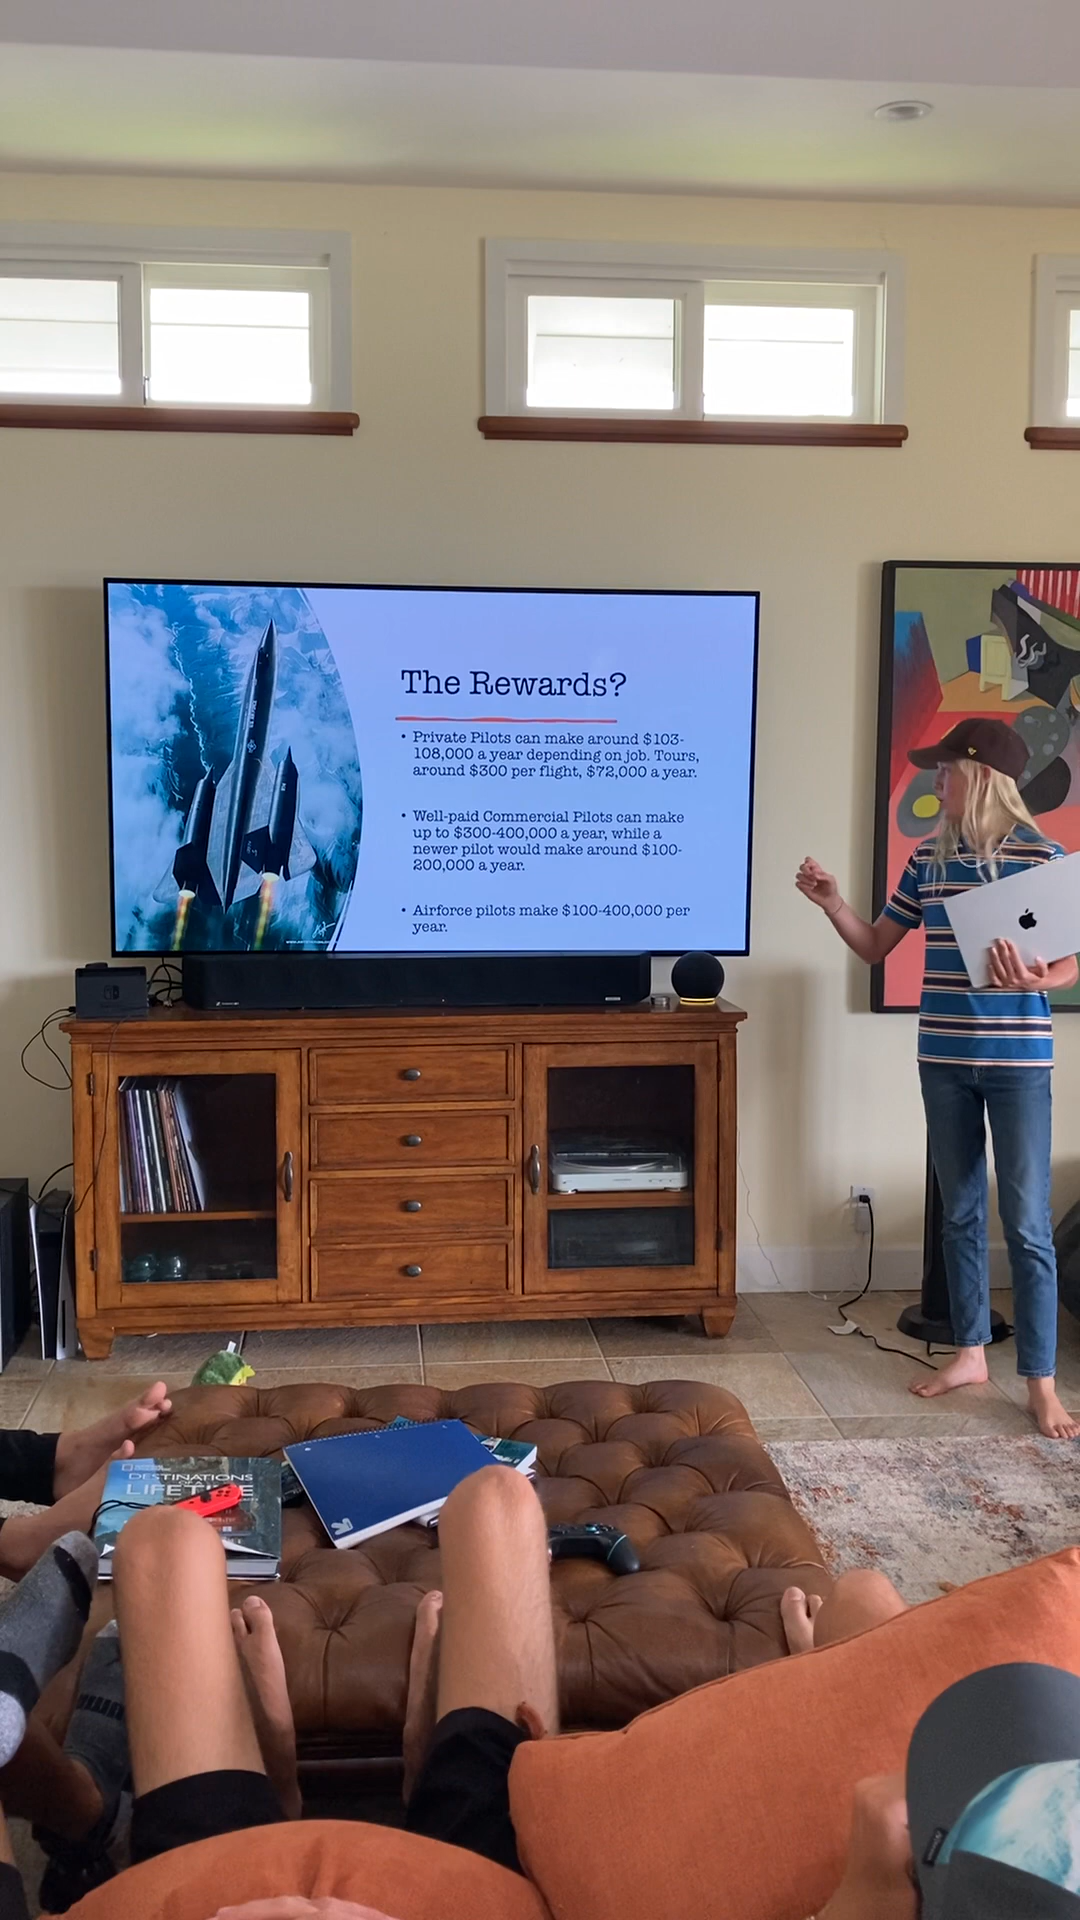 The Rewards?
• Private Pilots can make around $103-
108,000 a year depending on job. Tours,
around $300 per flight, $72,000 a year.
• Well-paid Commercial Pilots can make
up to $300-400,000 a year, while a
newer pilot would make around $100-
200,000 a year.
• Airforce pilots make $100-400,000 per
year.
DESTINATIONS
OF A
LIFETIME